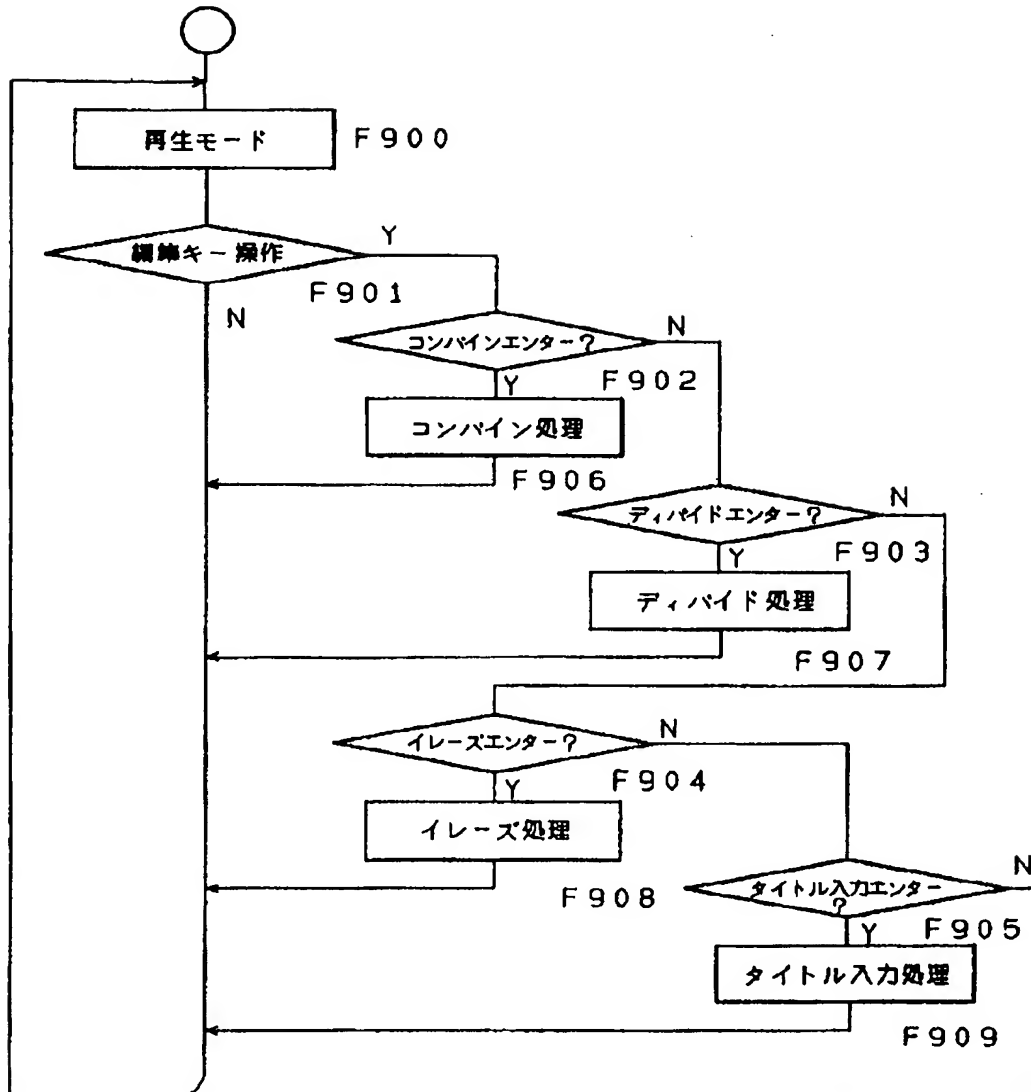 再生モード F900
編集キー操作 Y
F901
N
コンバインエンター? N
F902
Y
コンバイン処理
F906
ディバイドエンター? N
F903
Y
ディバイド処理
F907
イレーズエンター? N
F904
Y
イレーズ処理
F908
タイトル入力エンター? N
F905
Y
タイトル入力処理
F909